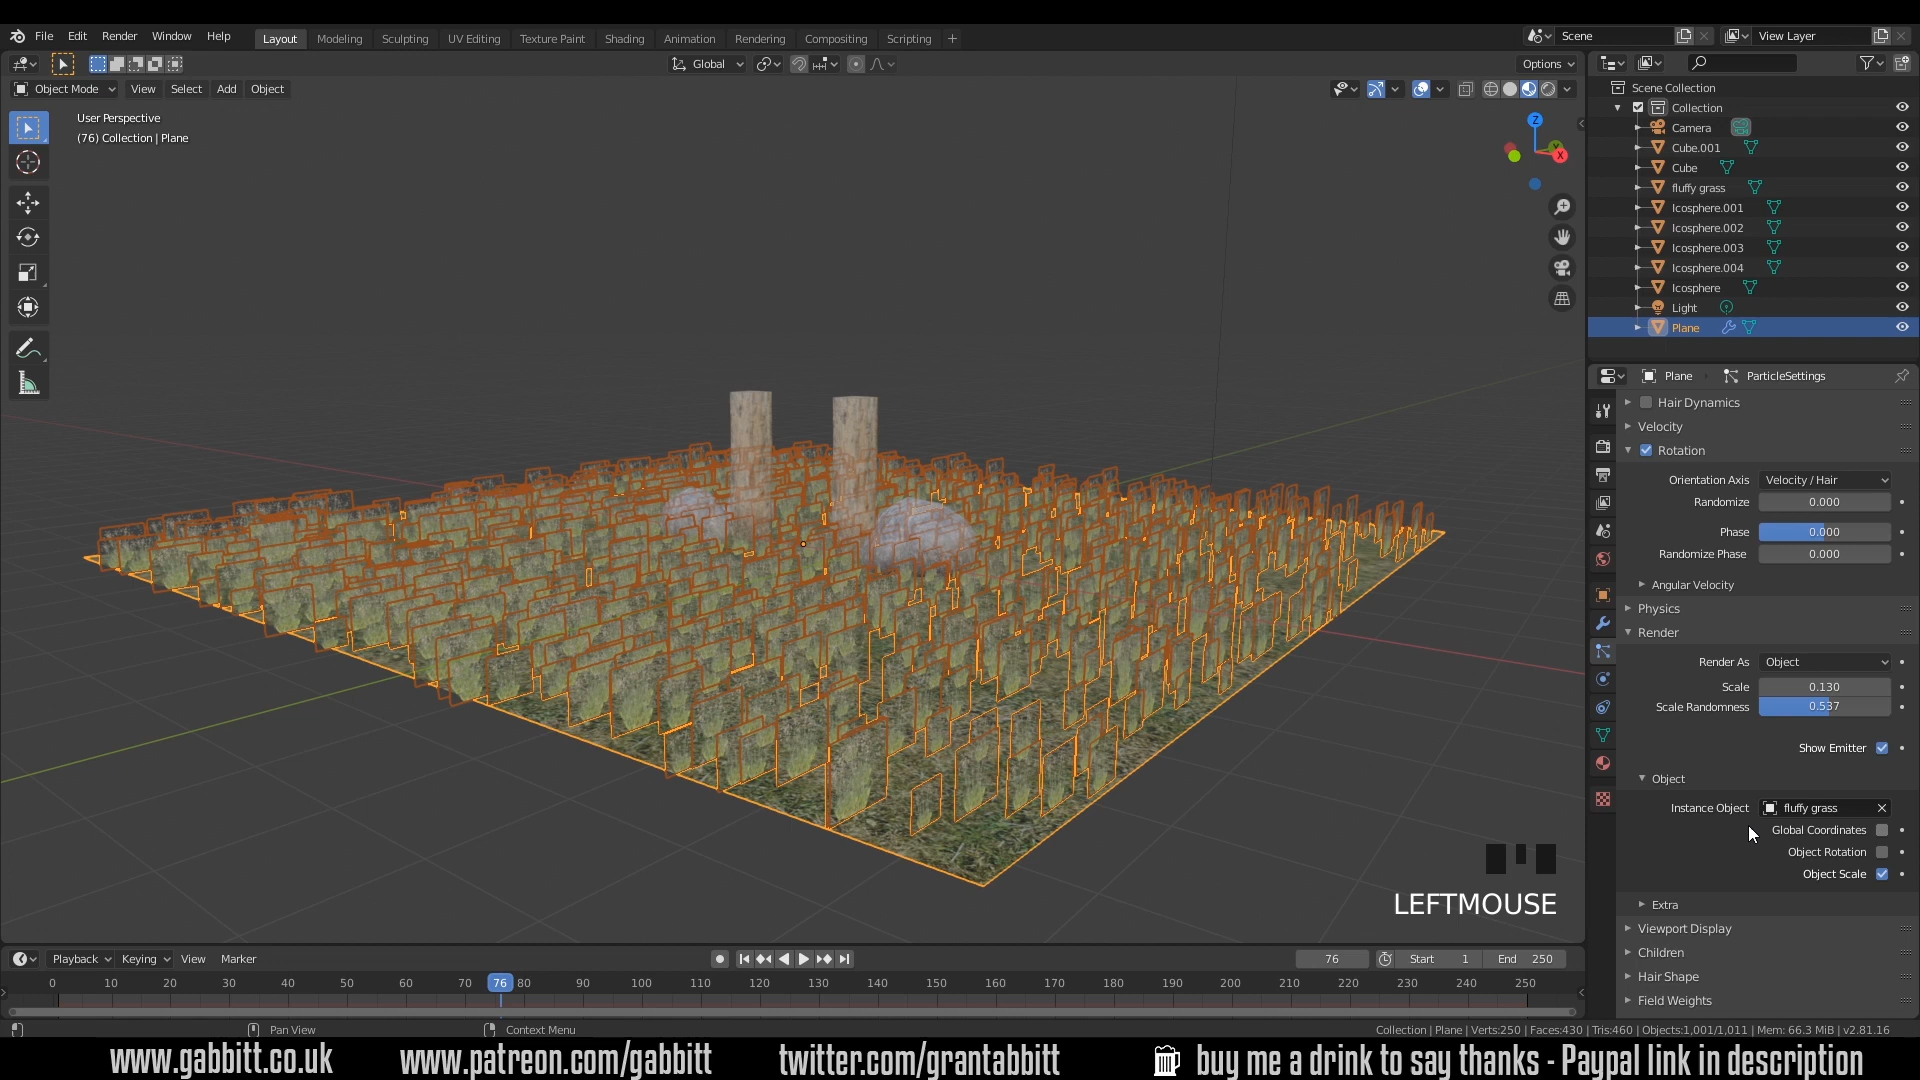 File Edit Render Window Help
Layout Modeling Sculpting UV Editing Texture Paint Shading Animation Rendering Compositing Scripting +
Scene
View Layer
Global
Options
Object Mode View Select Add Object
User Perspective
(76) Collection | Plane
Z
Y
X
Scene Collection
Collection
Camera
Cube.001
Cube
fluffy grass
Icosphere.001
Icosphere.002
Icosphere.003
Icosphere.004
Icosphere
Light
Plane
Plane ParticleSettings
Hair Dynamics
Velocity
Rotation
Orientation Axis Velocity / Hair
Randomize 0.000
Phase 0.000
Randomize Phase 0.000
Angular Velocity
Physics
Render
Render As Object
Scale 0.130
Scale Randomness 0.537
Show Emitter
Object
Instance Object fluffy grass
Global Coordinates
Object Rotation
Object Scale
Extra
Viewport Display
Children
Hair Shape
Field Weights
LEFTMOUSE
Playback Keying View Marker
76
Start 1
End 250
0 10 20 30 40 50 60 70 76 80 90 100 110 120 130 140 150 160 170 180 190 200 210 220 230 240 250
Pan View
Context Menu
Collection | Plane | Verts:250 | Faces:430 | Tris:460 | Objects:1,001/1,011 | Mem: 66.3 MiB | v2.81.16
www.gabbitt.co.uk www.patreon.com/gabbitt twitter.com/grantabbitt buy me a drink to say thanks - Paypal link in description